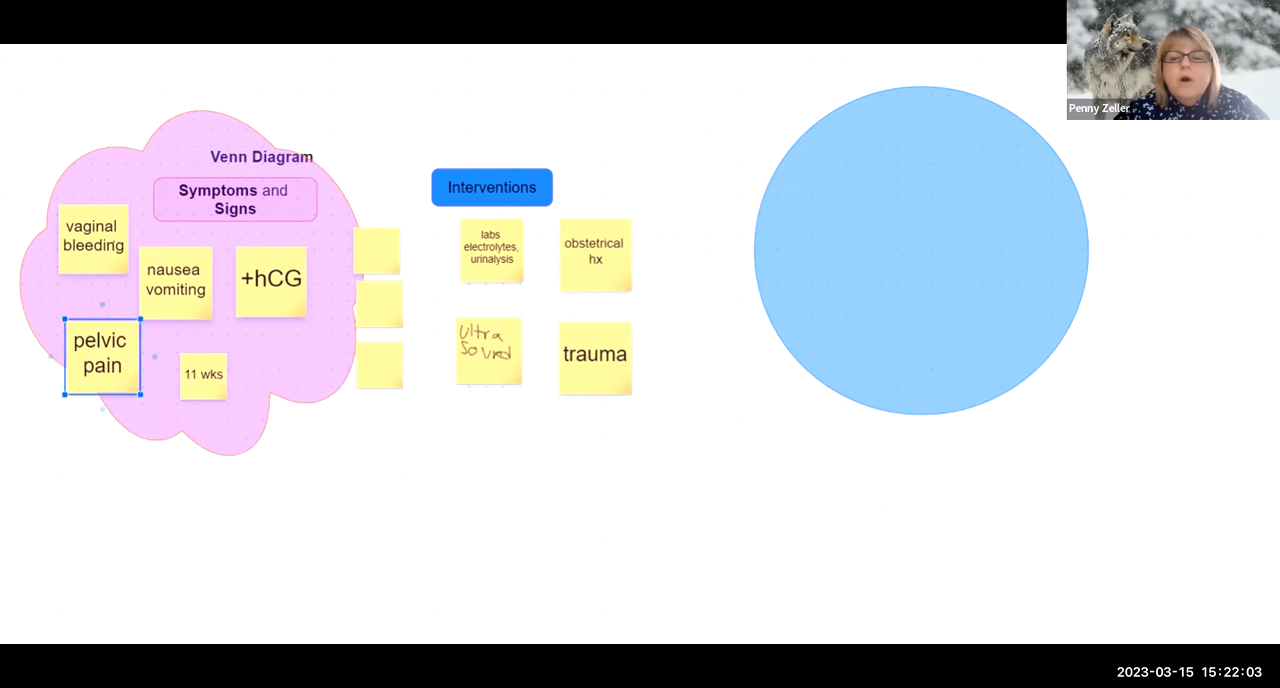 Penny Zeller
Venn Diagram
Symptoms and
Signs
vaginal
bleeding
nausea
vomiting
+hCG
pelvic
pain
11 wks
Interventions
labs
electrolytes,
urinalysis
obstetrical
hx
Ultra
Sound
trauma
2023-03-15 15:22:03